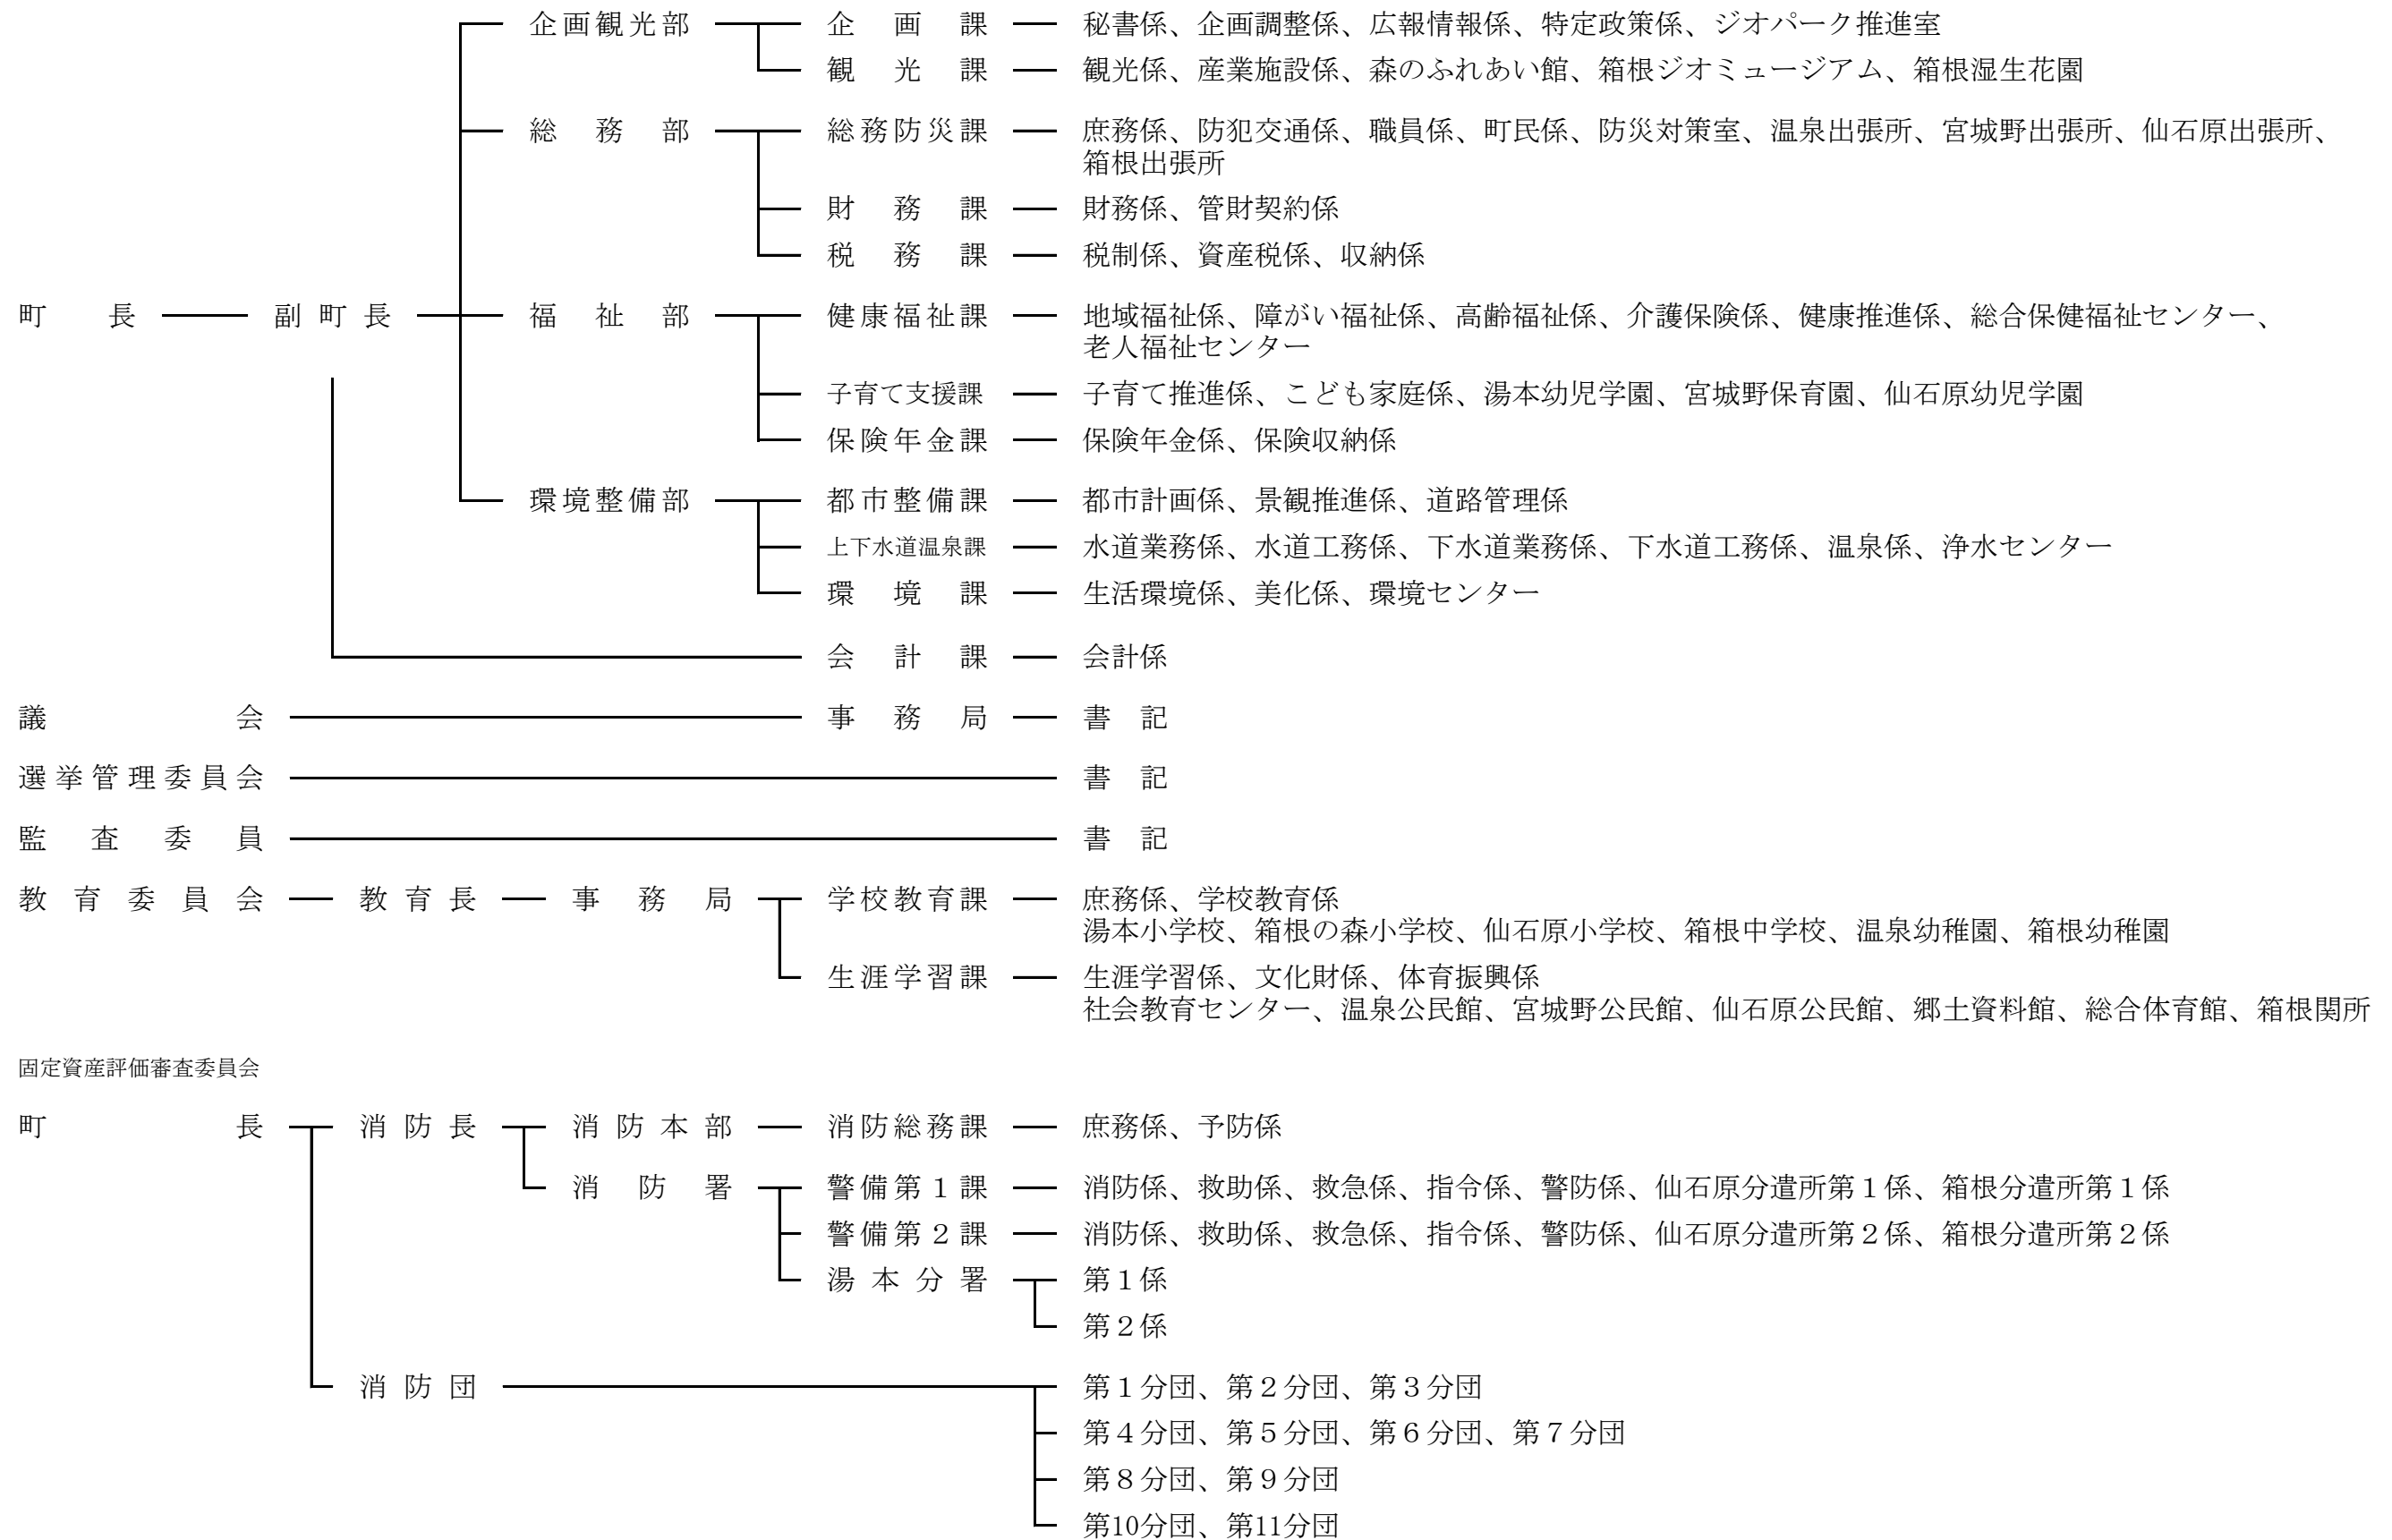 企画観光部 企画課 秘書係、企画調整係、広報情報係、特定政策係、ジオパーク推進室
観光課 観光係、産業施設係、森のふれあい館、箱根ジオミュージアム、箱根湿生花園
総務部 総務防災課 庶務係、防犯交通係、職員係、町民係、防災対策室、温泉出張所、宮城野出張所、仙石原出張所、
箱根出張所
財務課 財務係、管財契約係
税務課 税制係、資産税係、収納係
町長 副町長 福祉部 健康福祉課 地域福祉係、障がい福祉係、高齢福祉係、介護保険係、健康推進係、総合保健福祉センター、
老人福祉センター
子育て支援課 子育て推進係、こども家庭係、湯本幼児学園、宮城野保育園、仙石原幼児学園
保険年金課 保険年金係、保険収納係
環境整備部 都市整備課 都市計画係、景観推進係、道路管理係
上下水道温泉課 水道業務係、水道工務係、下水道業務係、下水道工務係、温泉係、浄水センター
環境課 生活環境係、美化係、環境センター
会計課 会計係
議会 事務局 書記
選挙管理委員会 書記
監査委員 書記
教育委員会 教育長 事務局 学校教育課 庶務係、学校教育係
湯本小学校、箱根の森小学校、仙石原小学校、箱根中学校、温泉幼稚園、箱根幼稚園
生涯学習課 生涯学習係、文化財係、体育振興係
社会教育センター、温泉公民館、宮城野公民館、仙石原公民館、郷土資料館、総合体育館、箱根関所
固定資産評価審査委員会
町長 消防長 消防本部 消防総務課 庶務係、予防係
消防署 警備第1課 消防係、救助係、救急係、指令係、警防係、仙石原分遣所第1係、箱根分遣所第1係
警備第2課 消防係、救助係、救急係、指令係、警防係、仙石原分遣所第2係、箱根分遣所第2係
湯本分署 第1係
第2係
消防団 第1分団、第2分団、第3分団
第4分団、第5分団、第6分団、第7分団
第8分団、第9分団
第10分団、第11分団